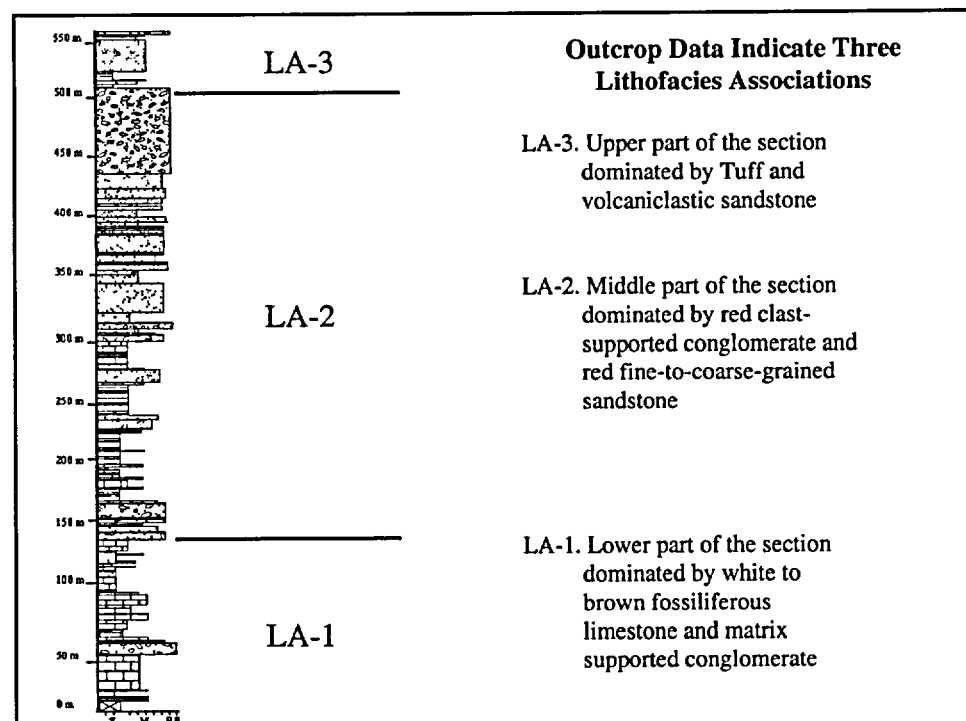 Outcrop Data Indicate Three
Lithofacies Associations
550 m
500 m
450 m
400 m
350 m
300 m
250 m
200 m
150 m
100 m
50 m
0 m
LA-3
LA-2
LA-1
LA-3. Upper part of the section
dominated by Tuff and
volcaniclastic sandstone
LA-2. Middle part of the section
dominated by red clast-
supported conglomerate and
red fine-to-coarse-grained
sandstone
LA-1. Lower part of the section
dominated by white to
brown fossiliferous
limestone and matrix
supported conglomerate